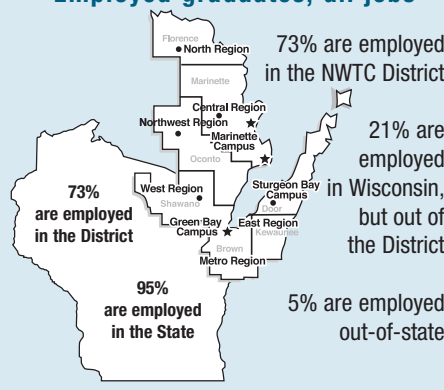 Employed graduates, all jobs
Florence
North Region
73% are employed
in the NWTC District
Marinette
Central Region
Northwest Region
Marinette
Campus
Oconto
21% are
employed
in Wisconsin,
but out of
the District
73%
are employed
in the District
West Region
Shawano
Sturgeon Bay
Campus
Door
Green Bay
Campus
East Region
Kewaunee
Brown
Metro Region
95%
are employed
in the State
5% are employed
out-of-state